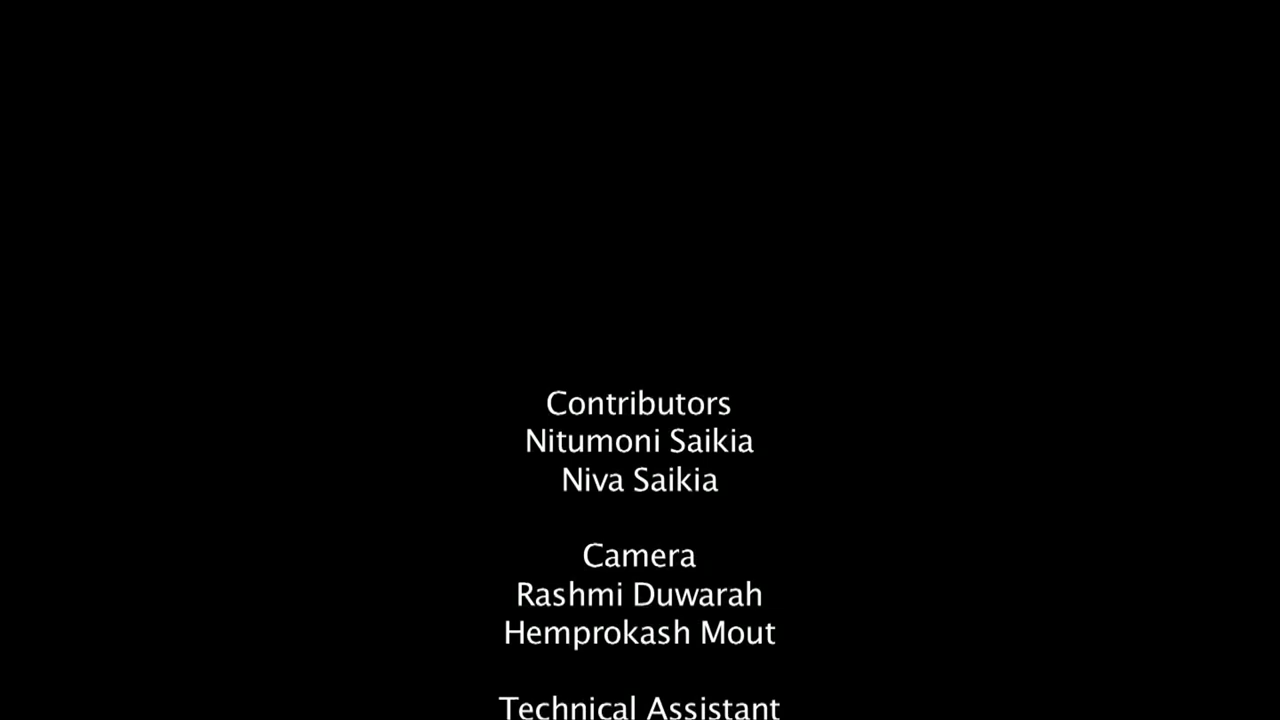 Contributors
Nitumoni Saikia
Niva Saikia
Camera
Rashmi Duwarah
Hemprokash Mout
Technical Assistant